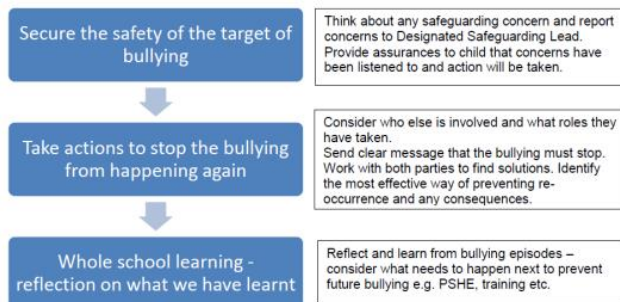 Secure the safety of the target of
bullying
Think about any safeguarding concern and report
concerns to Designated Safeguarding Lead.
Provide assurances to child that concerns have
been listened to and action will be taken.
Take actions to stop the bullying
from happening again
Consider who else is involved and what roles they
have taken.
Send clear message that the bullying must stop.
Work with both parties to find solutions. Identify
the most effective way of preventing re-
occurrence and any consequences.
Whole school learning -
reflection on what we have learnt
Reflect and learn from bullying episodes –
consider what needs to happen next to prevent
future bullying e.g. PSHE, training etc.